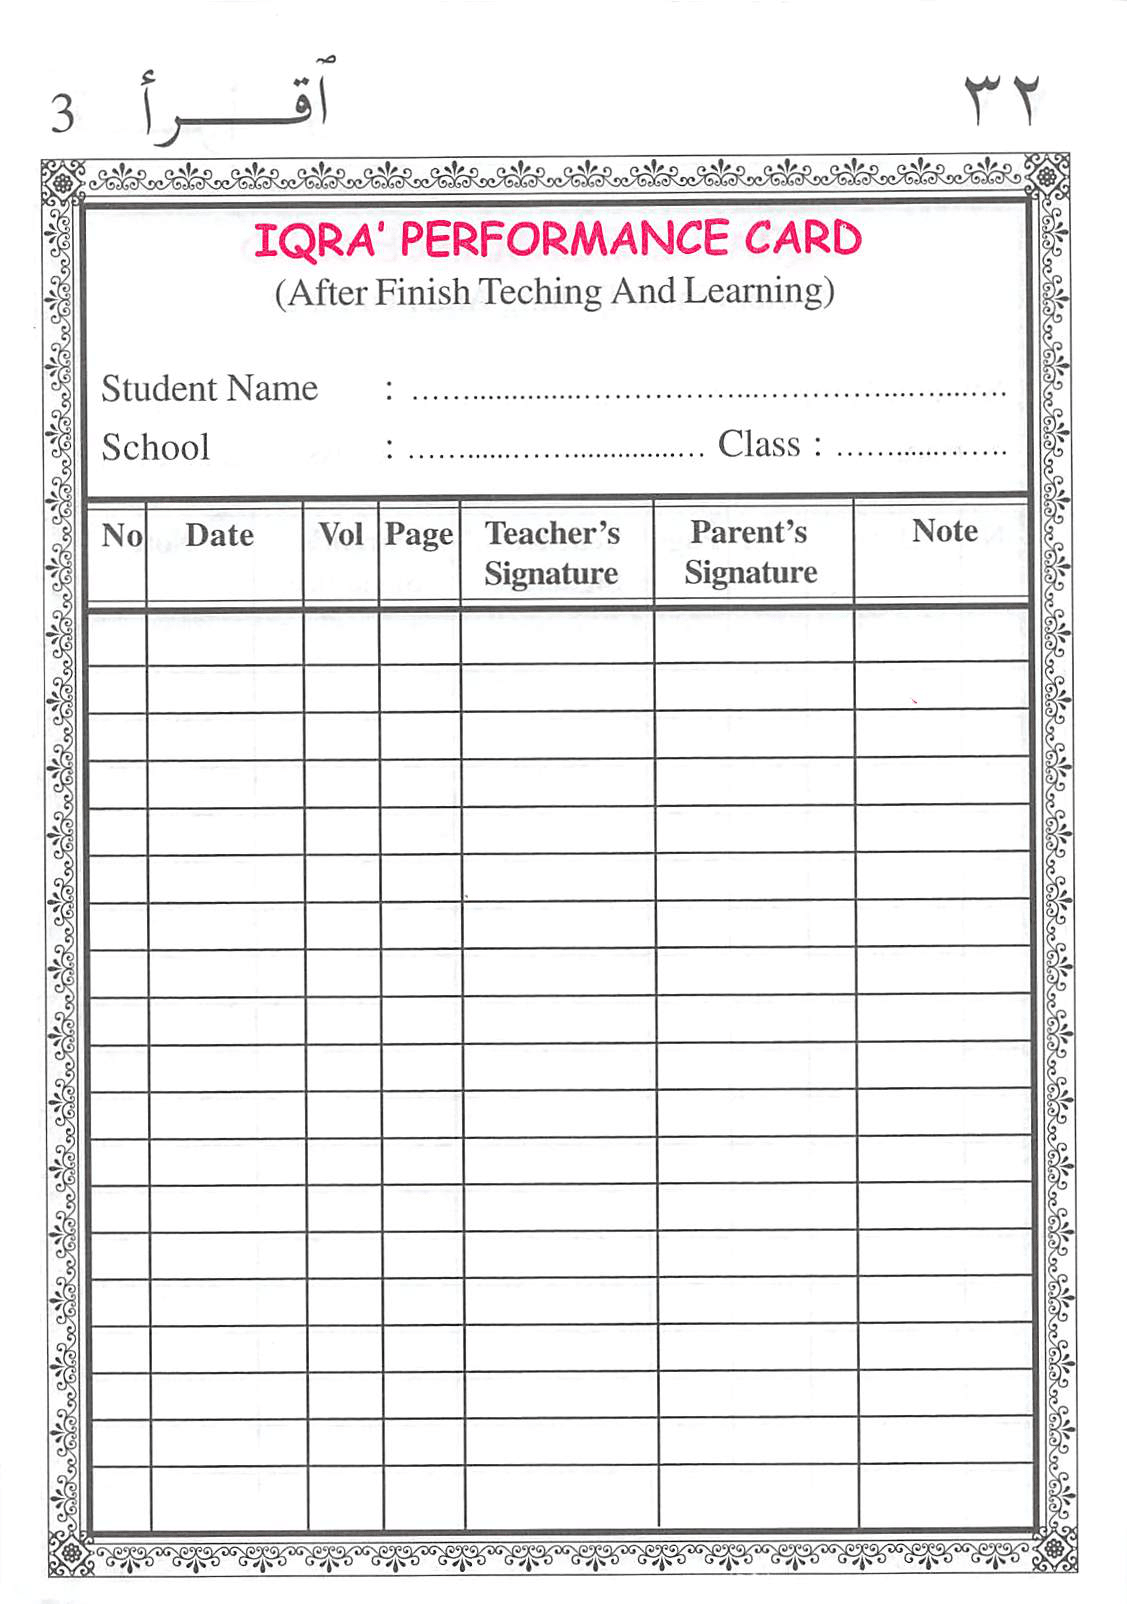 3 ٱقـــرأ ٣٢
IQRA' PERFORMANCE CARD
(After Finish Teching And Learning)
Student Name : ........................................................................
School : ..................................... Class : .....................
No Date Vol Page Teacher's Signature Parent's Signature Note